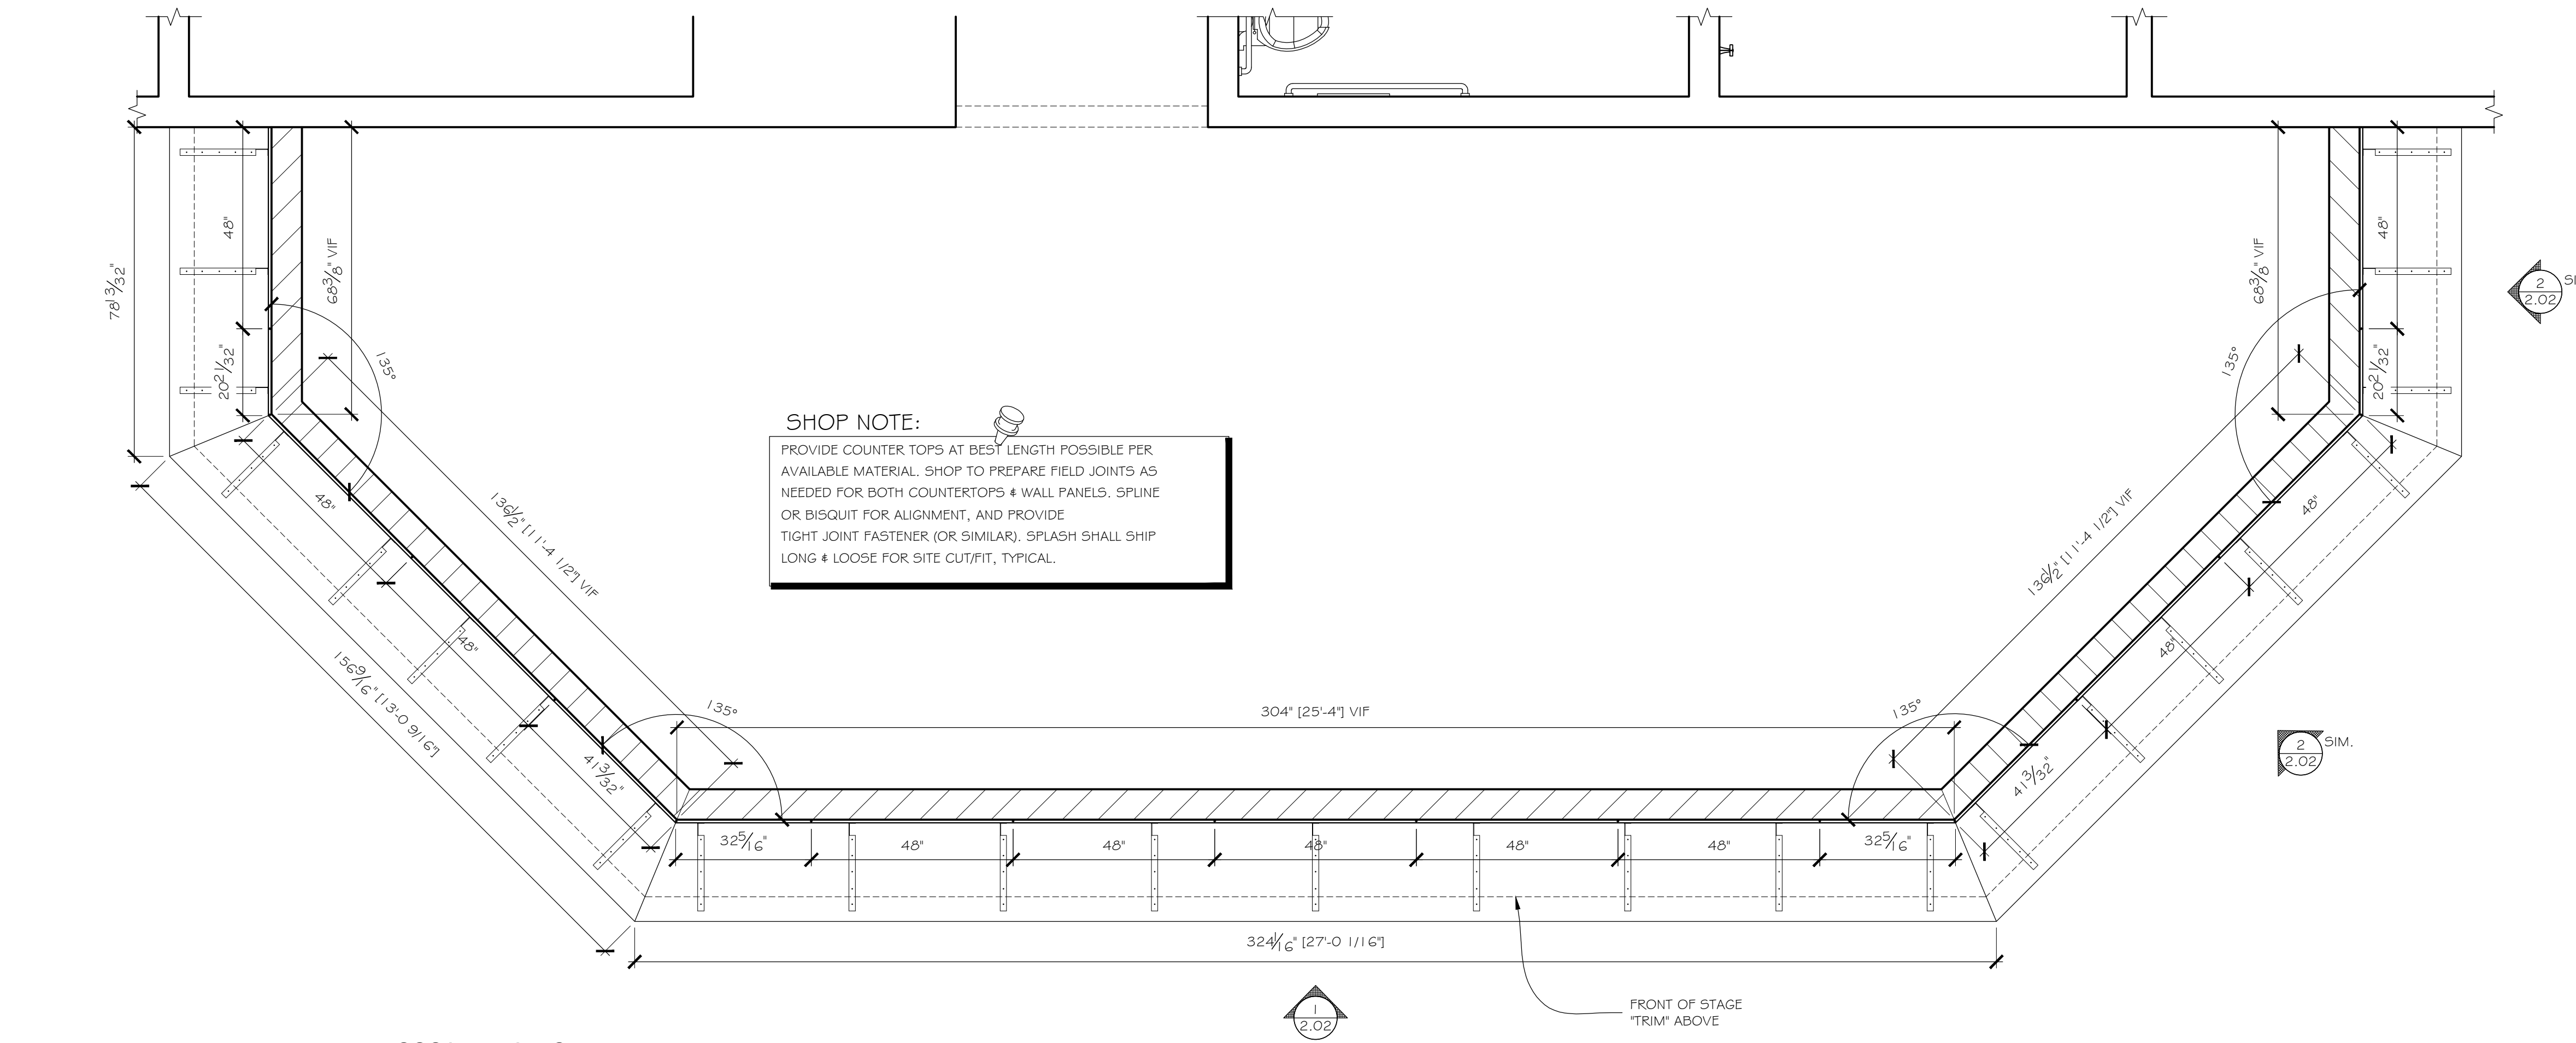 78 13/32"
48"
20 21/32"
68 3/8" VIF
135°
48"
48"
41 3/32"
136 1/2" [11'-4 1/2"] VIF
156 9/16" [13'-0 9/16"]
135°
SHOP NOTE:
PROVIDE COUNTER TOPS AT BEST LENGTH POSSIBLE PER
AVAILABLE MATERIAL. SHOP TO PREPARE FIELD JOINTS AS
NEEDED FOR BOTH COUNTERTOPS & WALL PANELS. SPLINE
OR BISQUIT FOR ALIGNMENT, AND PROVIDE
TIGHT JOINT FASTENER (OR SIMILAR). SPLASH SHALL SHIP
LONG & LOOSE FOR SITE CUT/FIT, TYPICAL.
304" [25'-4"] VIF
32 5/16"
48"
48"
48"
48"
48"
32 5/16"
324 1/16" [27'-0 1/16"]
1
2.02
FRONT OF STAGE
"TRIM" ABOVE
135°
136 1/2" [11'-4 1/2"] VIF
135°
68 3/8" VIF
48"
20 21/32"
48"
48"
41 3/32"
2
2.02
SIM.
2
2.02